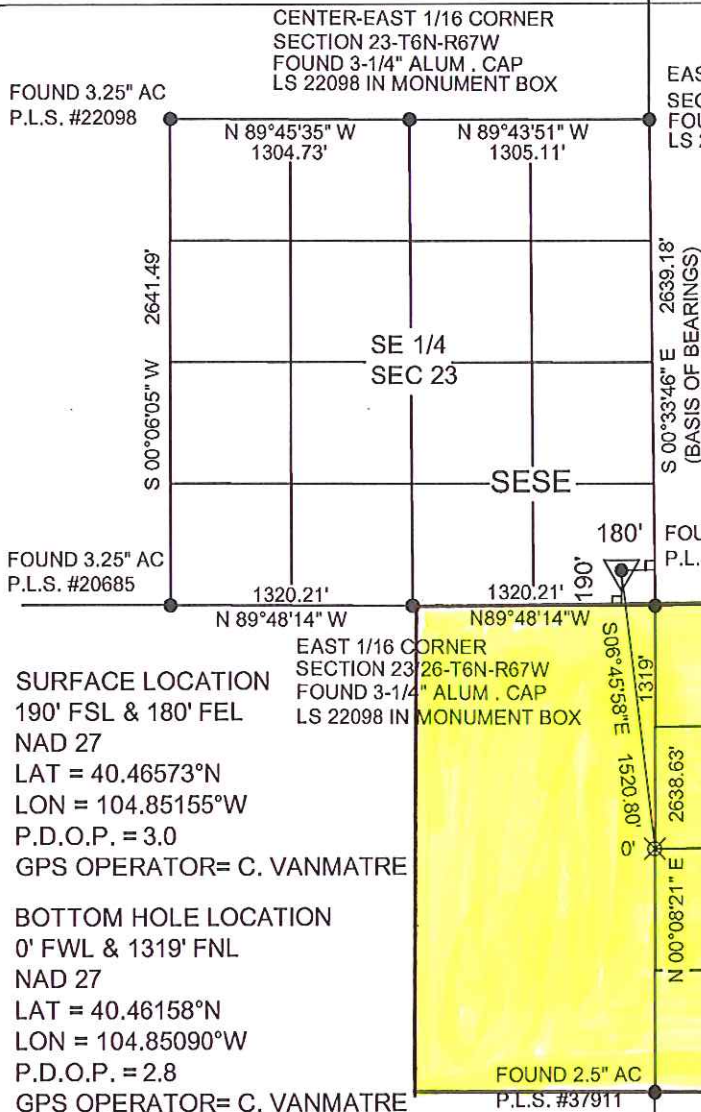 CENTER-EAST 1/16 CORNER
SECTION 23-T6N-R67W
FOUND 3-1/4" ALUM . CAP
LS 22098 IN MONUMENT BOX
FOUND 3.25" AC
P.L.S. #22098
N 89°45'35" W
1304.73'
N 89°43'51" W
1305.11'
S 00°06'05" W 2641.49'
SE 1/4
SEC 23
S 00°33'46" E 2639.18'
(BASIS OF BEARINGS)
SESE
180'
190'
FOUND 3.25" AC
P.L.S. #20685
1320.21'
N 89°48'14" W
1320.21'
N89°48'14"W
EAST 1/16 CORNER
SECTION 23/26-T6N-R67W
FOUND 3-1/4" ALUM . CAP
LS 22098 IN MONUMENT BOX
S06°45'58"E 1520.80'
1319'
0'
N 00°08'21" E 2638.63'
SURFACE LOCATION
190' FSL & 180' FEL
NAD 27
LAT = 40.46573°N
LON = 104.85155°W
P.D.O.P. = 3.0
GPS OPERATOR= C. VANMATRE
BOTTOM HOLE LOCATION
0' FWL & 1319' FNL
NAD 27
LAT = 40.46158°N
LON = 104.85090°W
P.D.O.P. = 2.8
GPS OPERATOR= C. VANMATRE
FOUND 2.5" AC
P.L.S. #37911